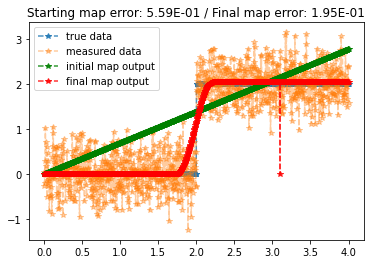 Starting map error: 5.59E-01 / Final map error: 1.95E-01
true data
measured data
initial map output
final map output
3
2
1
0
−1
0.0 0.5 1.0 1.5 2.0 2.5 3.0 3.5 4.0